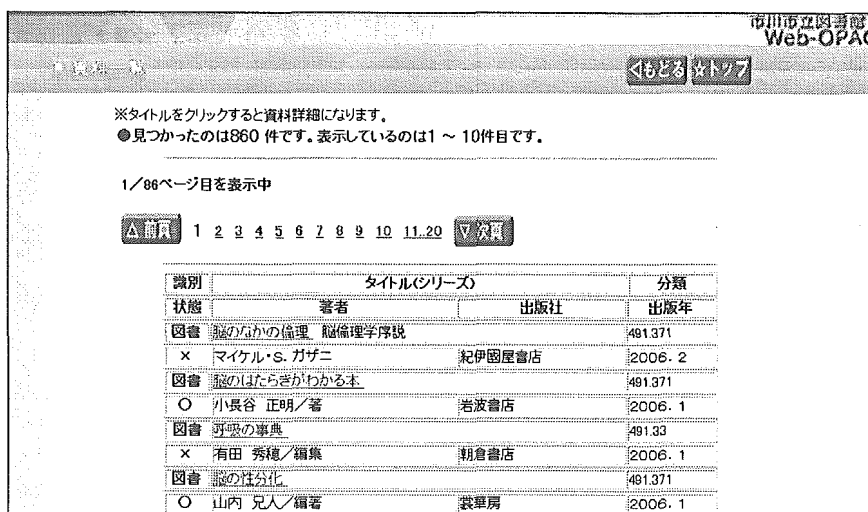 市川市立図書館
Web-OPAC
資料一覧
◁もどる ☆トップ
※タイトルをクリックすると資料詳細になります。
●見つかったのは860 件です。表示しているのは1 ~ 10件目です。
1/86ページ目を表示中
△ 前頁 1 2 3 4 5 6 7 8 9 10 11..20 ▽ 次頁
識別 タイトル(シリーズ) 分類
状態 著者 出版社 出版年
図書 脳のなかの倫理 脳倫理学序説 491.371
× マイケル・S. ガザニ 紀伊國屋書店 2006. 2
図書 脳のはたらきがわかる本 491.371
○ 小長谷 正明/著 岩波書店 2006. 1
図書 呼吸の事典 491.33
× 有田 秀穂/編集 朝倉書店 2006. 1
図書 脳の性分化 491.371
○ 山内 兄人/編著 裳華房 2006. 1